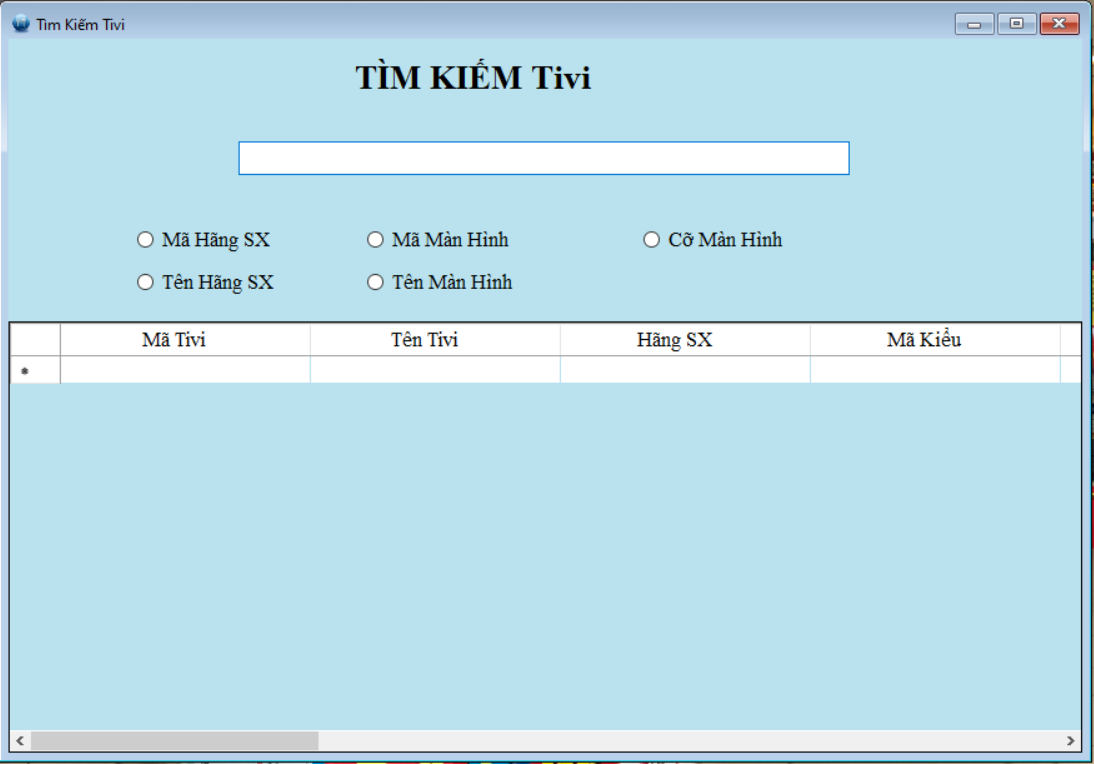 Tìm Kiếm Tivi
TÌM KIẾM Tivi
Mã Hãng SX Mã Màn Hình Cỡ Màn Hình
Tên Hãng SX Tên Màn Hình
Mã Tivi Tên Tivi Hãng SX Mã Kiểu